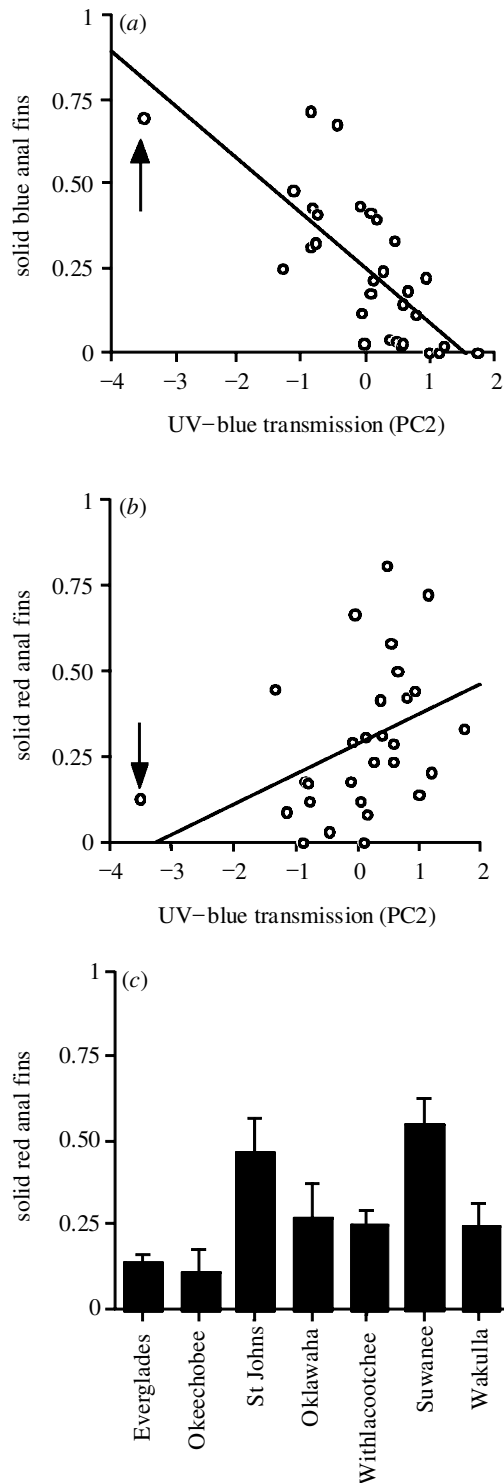 (a)
solid blue anal fins
1
0.75
0.50
0.25
0
−4 −3 −2 −1 0 1 2
UV−blue transmission (PC2)
(b)
solid red anal fins
1
0.75
0.50
0.25
0
−4 −3 −2 −1 0 1 2
UV−blue transmission (PC2)
(c)
solid red anal fins
1
0.75
0.50
0.25
0
Everglades
Okeechobee
St Johns
Oklawaha
Withlacootchee
Suwanee
Wakulla